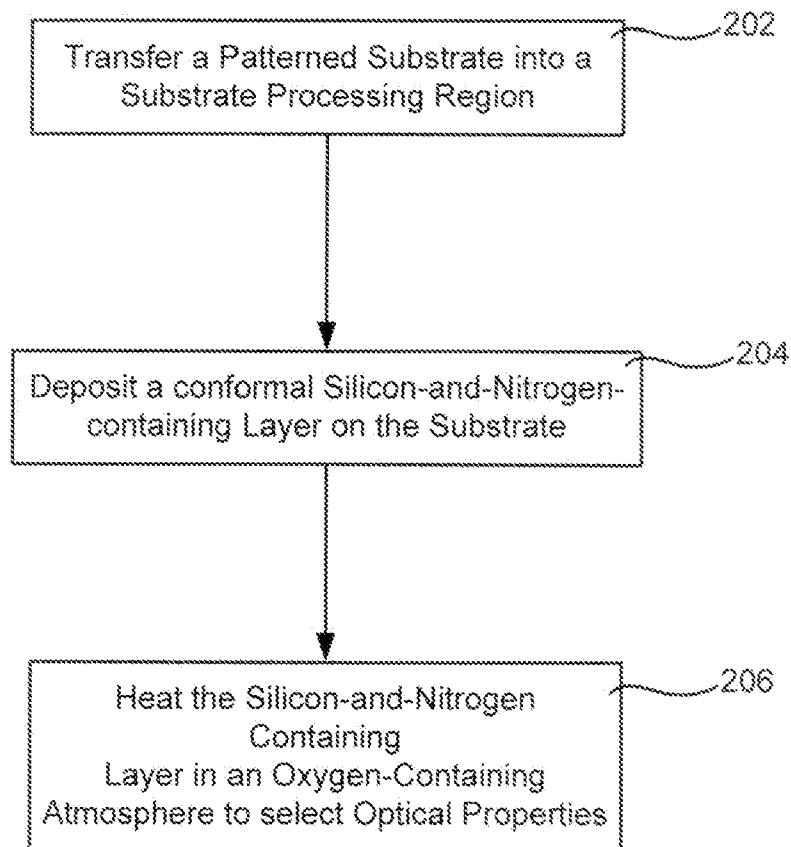 202
Transfer a Patterned Substrate into a
Substrate Processing Region
204
Deposit a conformal Silicon-and-Nitrogen-
containing Layer on the Substrate
206
Heat the Silicon-and-Nitrogen
Containing
Layer in an Oxygen-Containing
Atmosphere to select Optical Properties